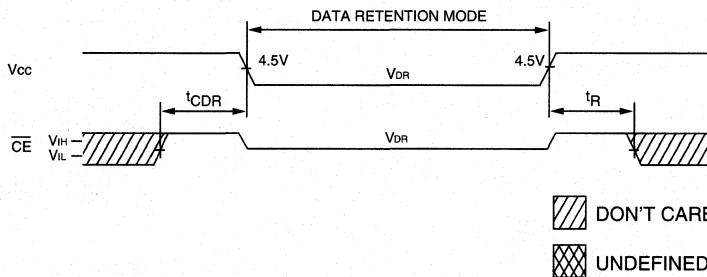 DATA RETENTION MODE
Vcc
4.5V
VDR
4.5V
tCDR
tR
CE
VIH
VIL
VDR
DON'T CARE
UNDEFINED